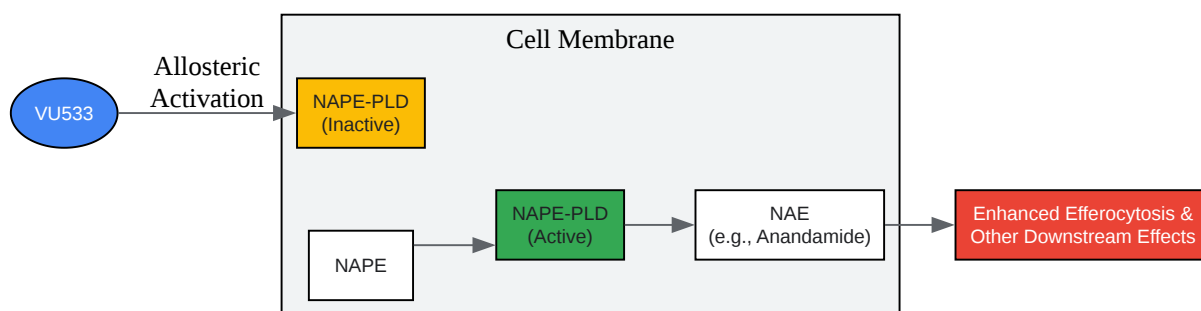 Cell Membrane
Allosteric
Activation
VU533
NAPE-PLD
(Inactive)
NAPE
NAPE-PLD
(Active)
NAE
(e.g., Anandamide)
Enhanced Efferocytosis &
Other Downstream Effects